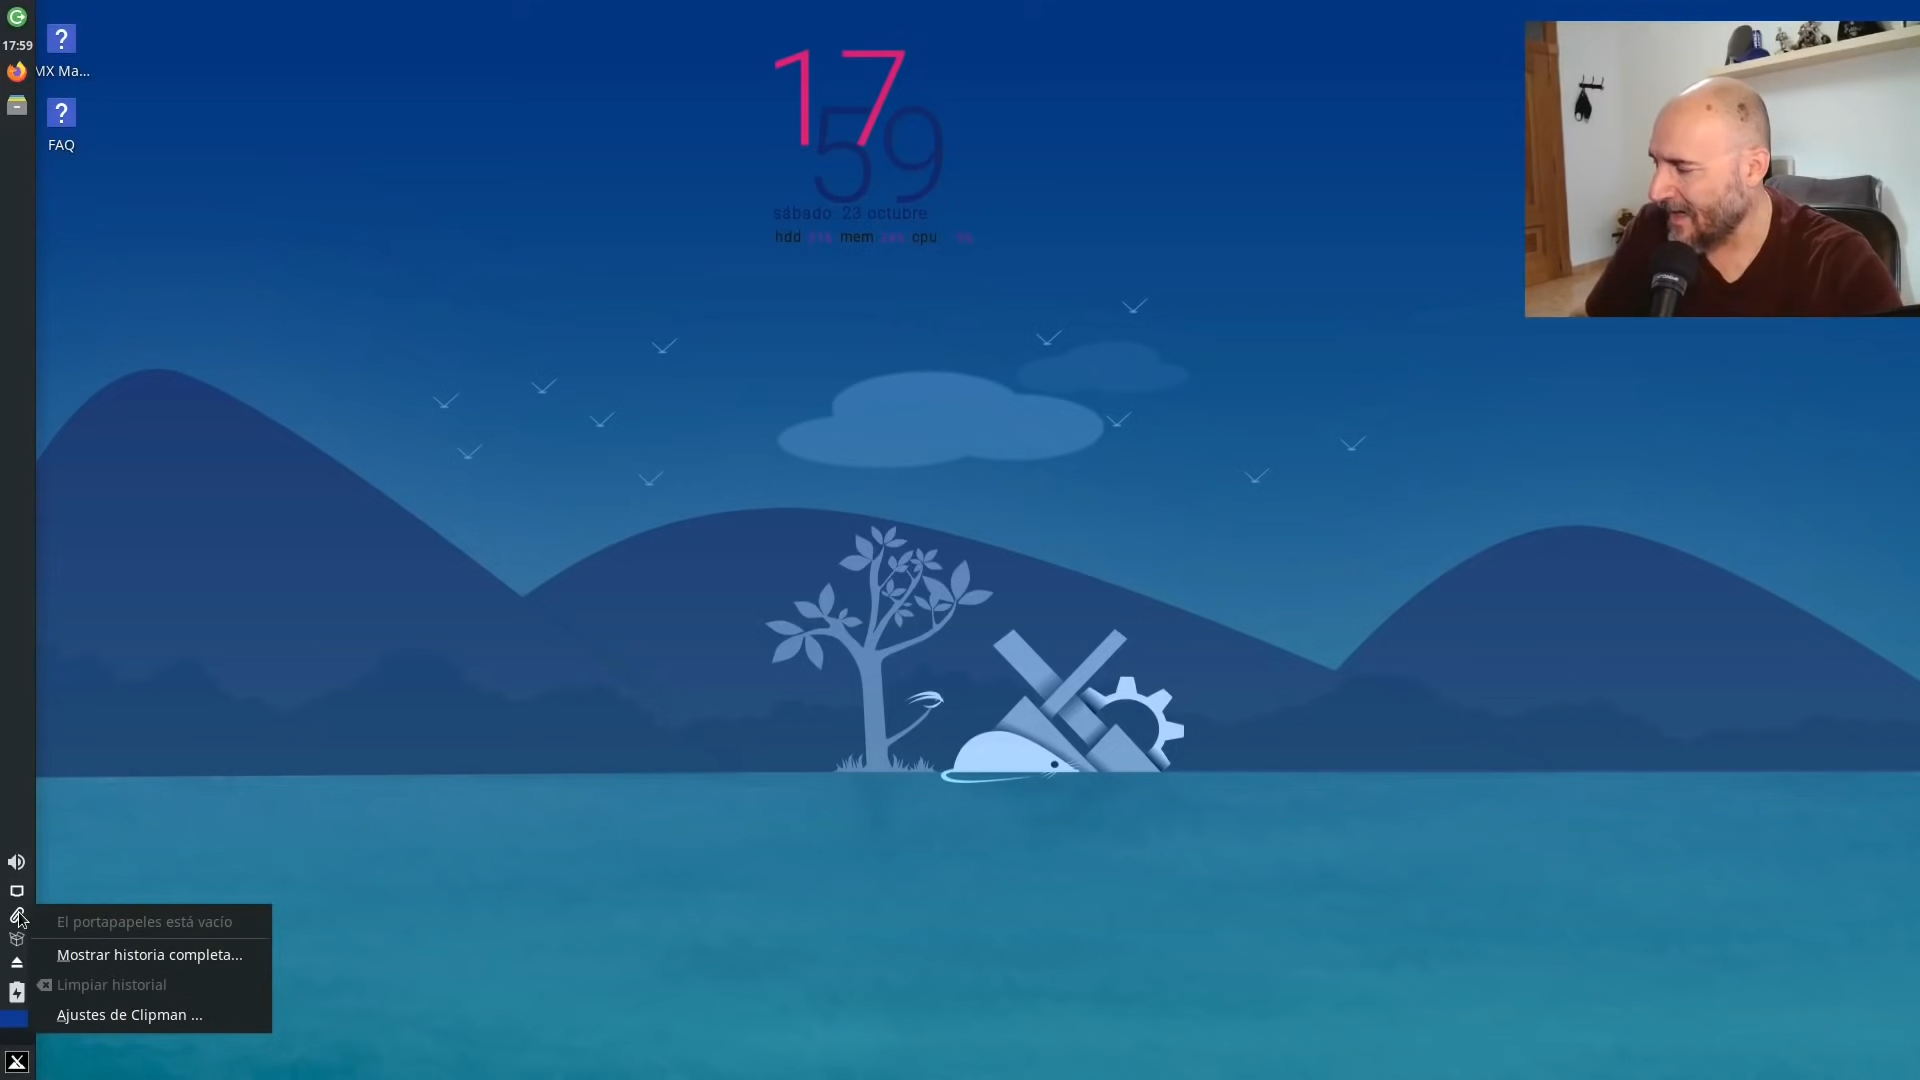 17:59
MX Ma...
FAQ
17
59
sábado 23 octubre
hdd mem cpu
El portapapeles está vacío
Mostrar historia completa...
Limpiar historial
Ajustes de Clipman ...